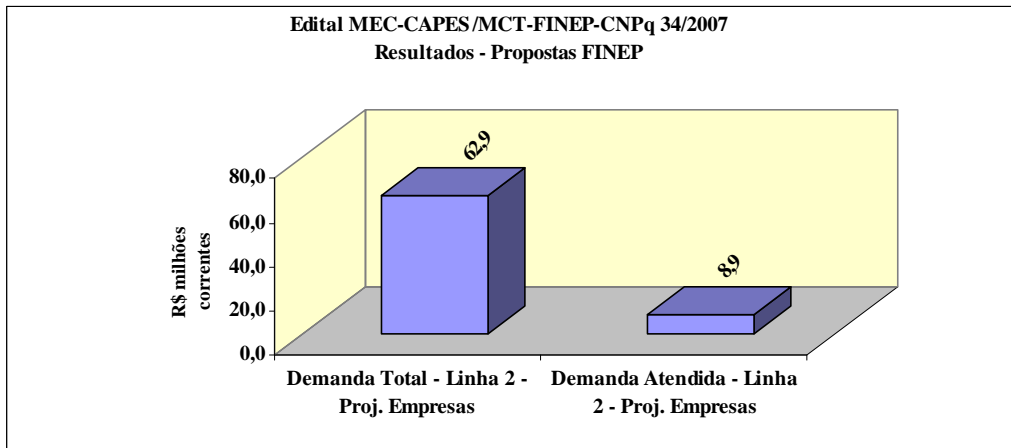 Edital MEC-CAPES/MCT-FINEP-CNPq 34/2007
Resultados - Propostas FINEP
62,9
8,9
80,0
60,0
40,0
20,0
0,0
R$ milhões
correntes
Demanda Total - Linha 2 -
Proj. Empresas
Demanda Atendida - Linha
2 - Proj. Empresas